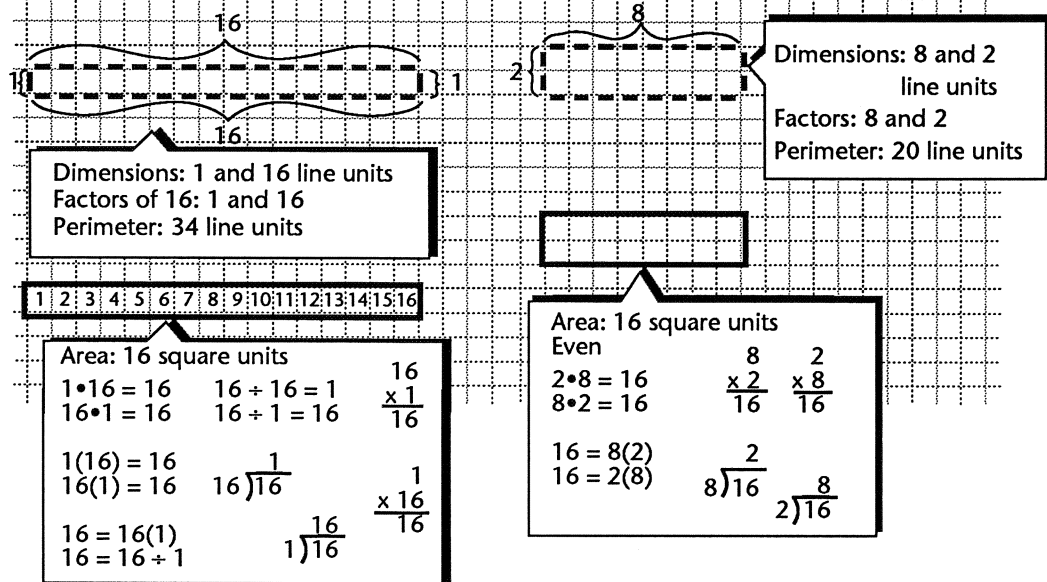 16
1
1
16
Dimensions: 1 and 16 line units
Factors of 16: 1 and 16
Perimeter: 34 line units
1 2 3 4 5 6 7 8 9 10 11 12 13 14 15 16
Area: 16 square units
1•16 = 16 16 ÷ 16 = 1
16•1 = 16 16 ÷ 1 = 16
16
x 1
16
1(16) = 16
16(1) = 16
1
16)16
1
x 16
16
16 = 16(1)
16 = 16 ÷ 1
16
1)16
8
2
Dimensions: 8 and 2
line units
Factors: 8 and 2
Perimeter: 20 line units
Area: 16 square units
Even
2•8 = 16
8•2 = 16
8
x 2
16
2
x 8
16
16 = 8(2)
16 = 2(8)
2
8)16
8
2)16